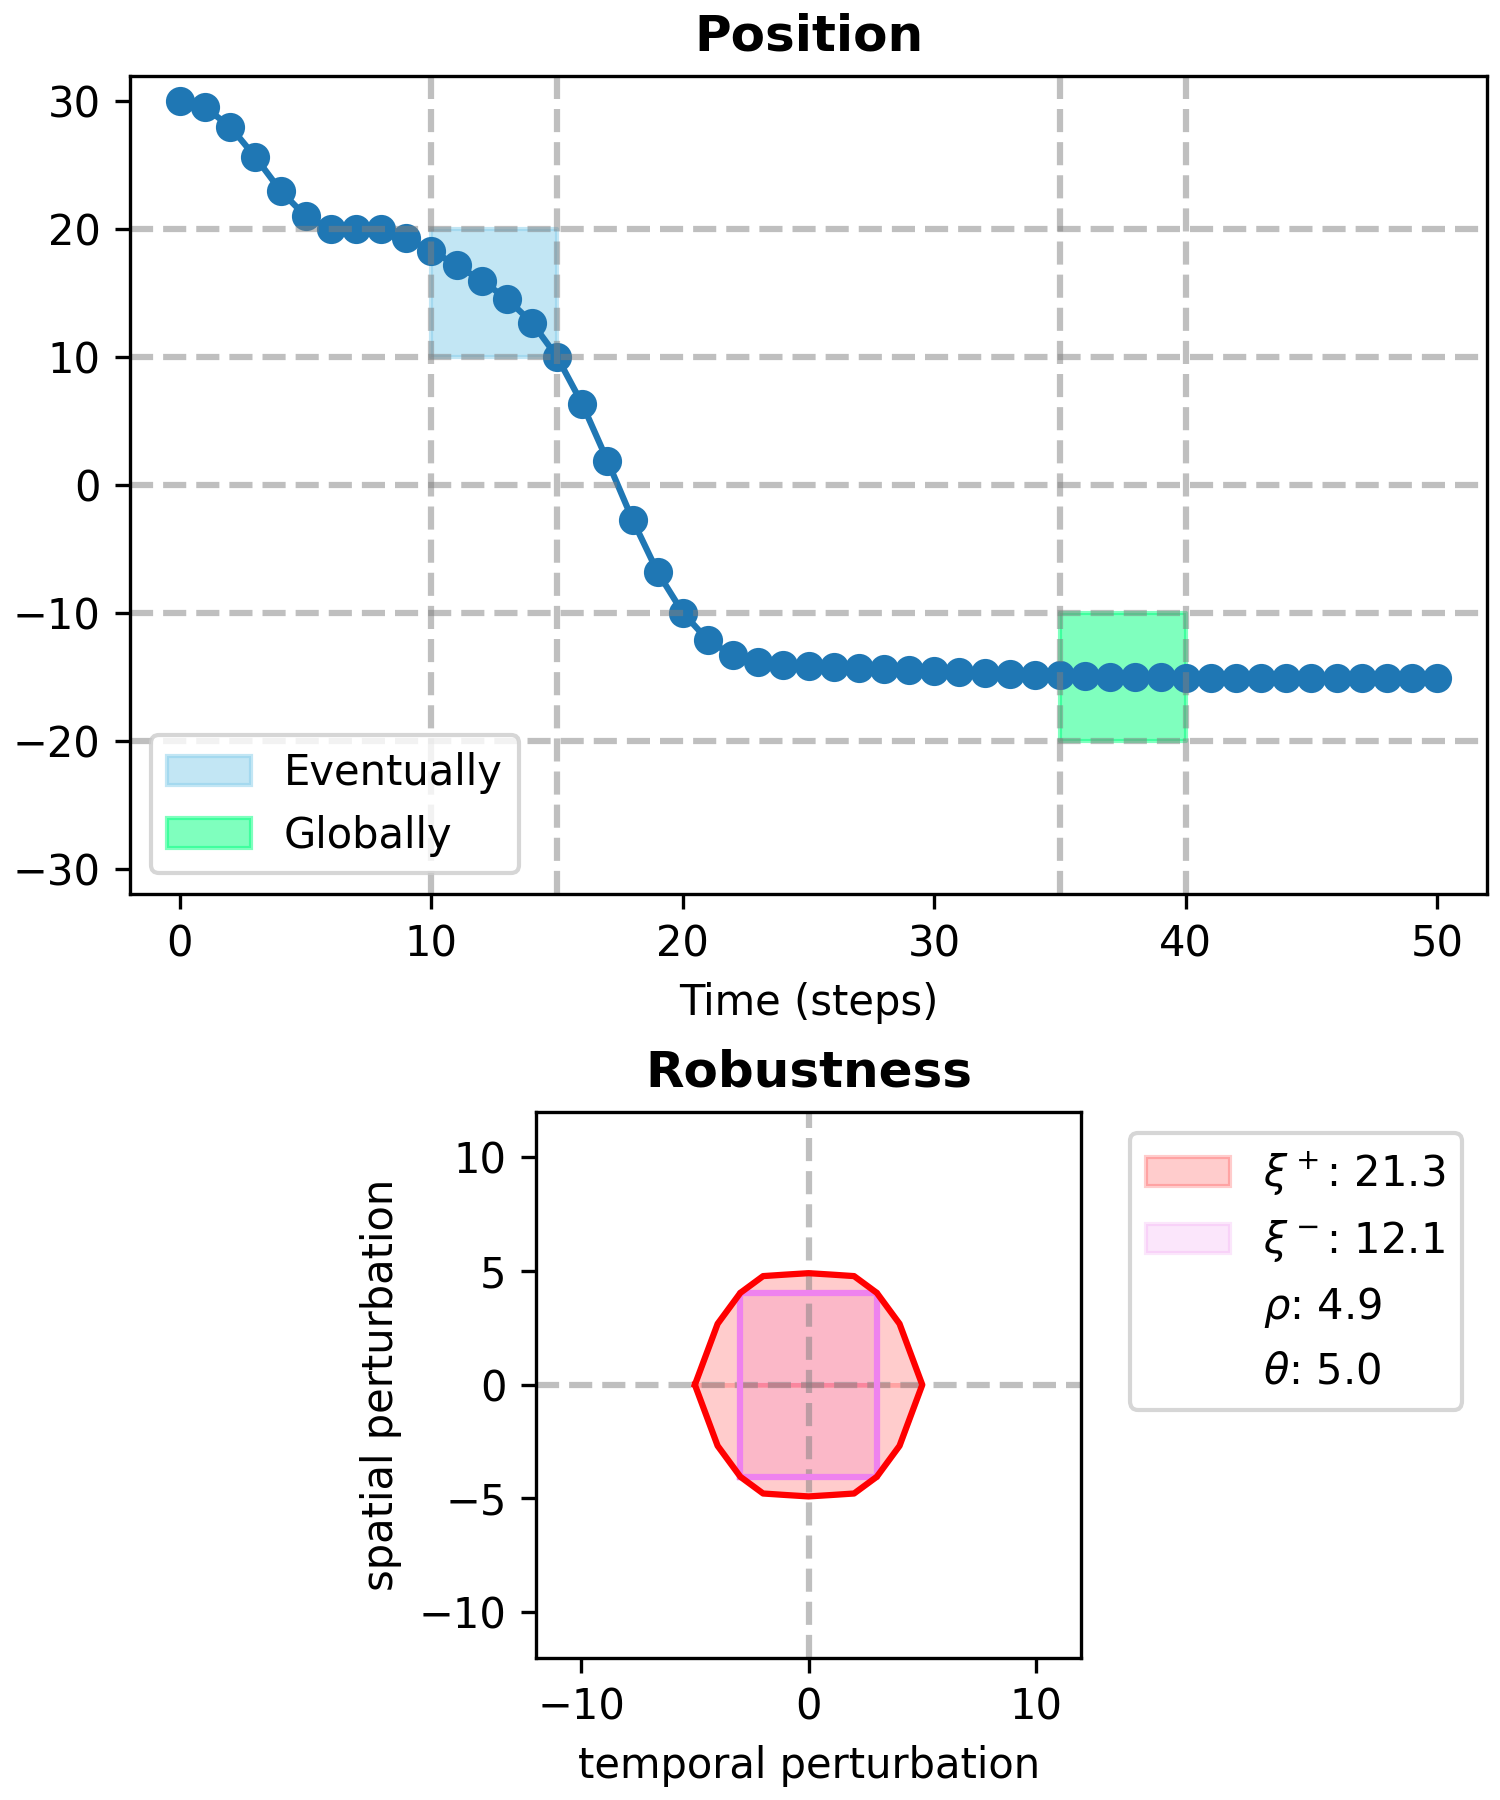 Position
30
20
10
0
−10
−20
−30
Eventually
Globally
0 10 20 30 40 50
Time (steps)
Robustness
10
5
0
−5
−10
spatial perturbation
−10 0 10
temporal perturbation
ξ⁺: 21.3
ξ⁻: 12.1
ρ: 4.9
θ: 5.0